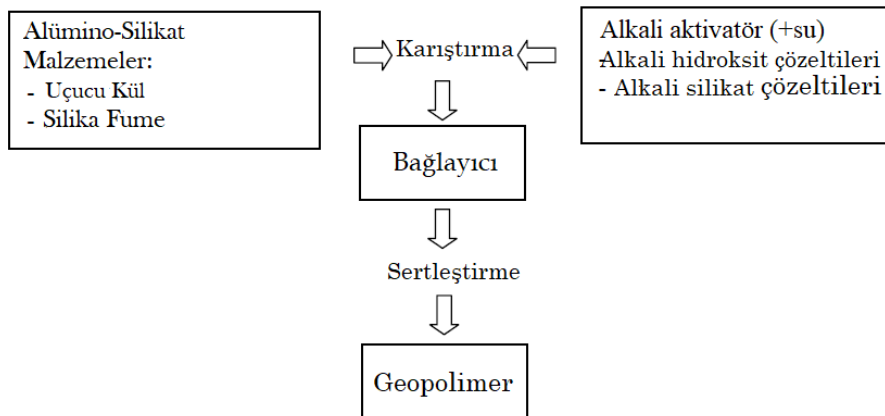 Alümino-Silikat
Malzemeler:
- Uçucu Kül
- Silika Fume
Karıştırma
Alkali aktivatör (+su)
-Alkali hidroksit çözeltileri
- Alkali silikat çözeltileri
Bağlayıcı
Sertleştirme
Geopolimer